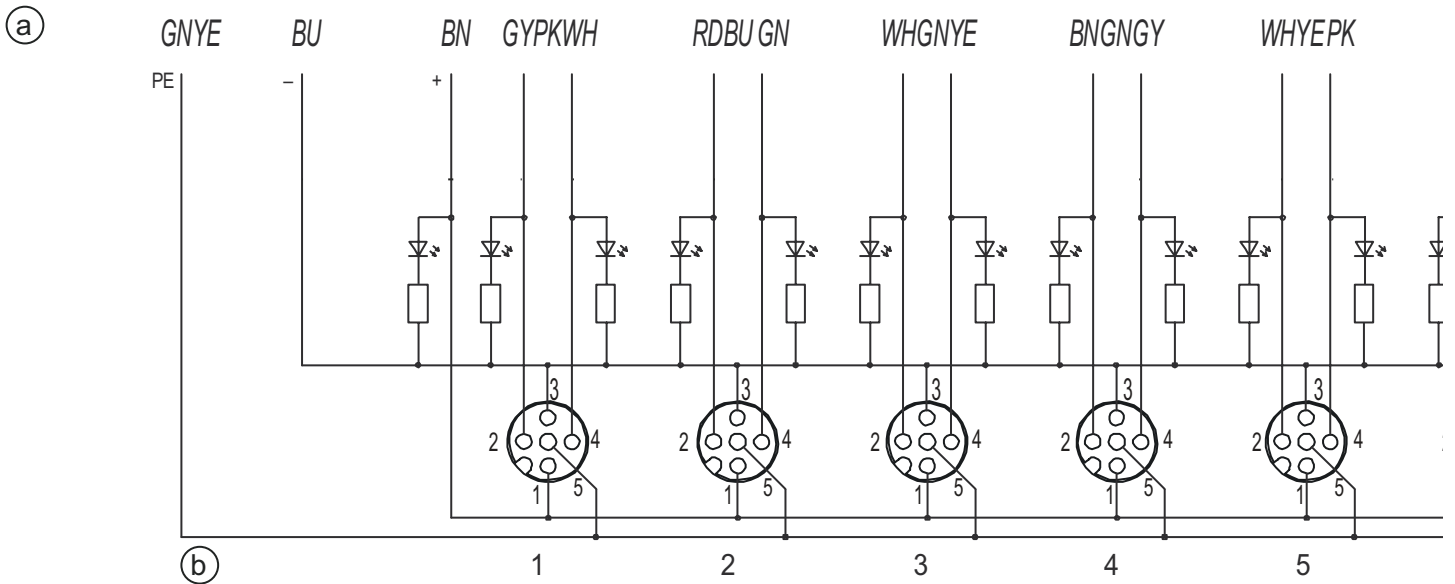 a
GNYE BU BN GYPKWH RDBU GN WHGNYE BNGNGY WHYEPK
PE – +
3 3 3 3 3
2 4 2 4 2 4 2 4 2 4
1 5 1 5 1 5 1 5 1 5
b 1 2 3 4 5